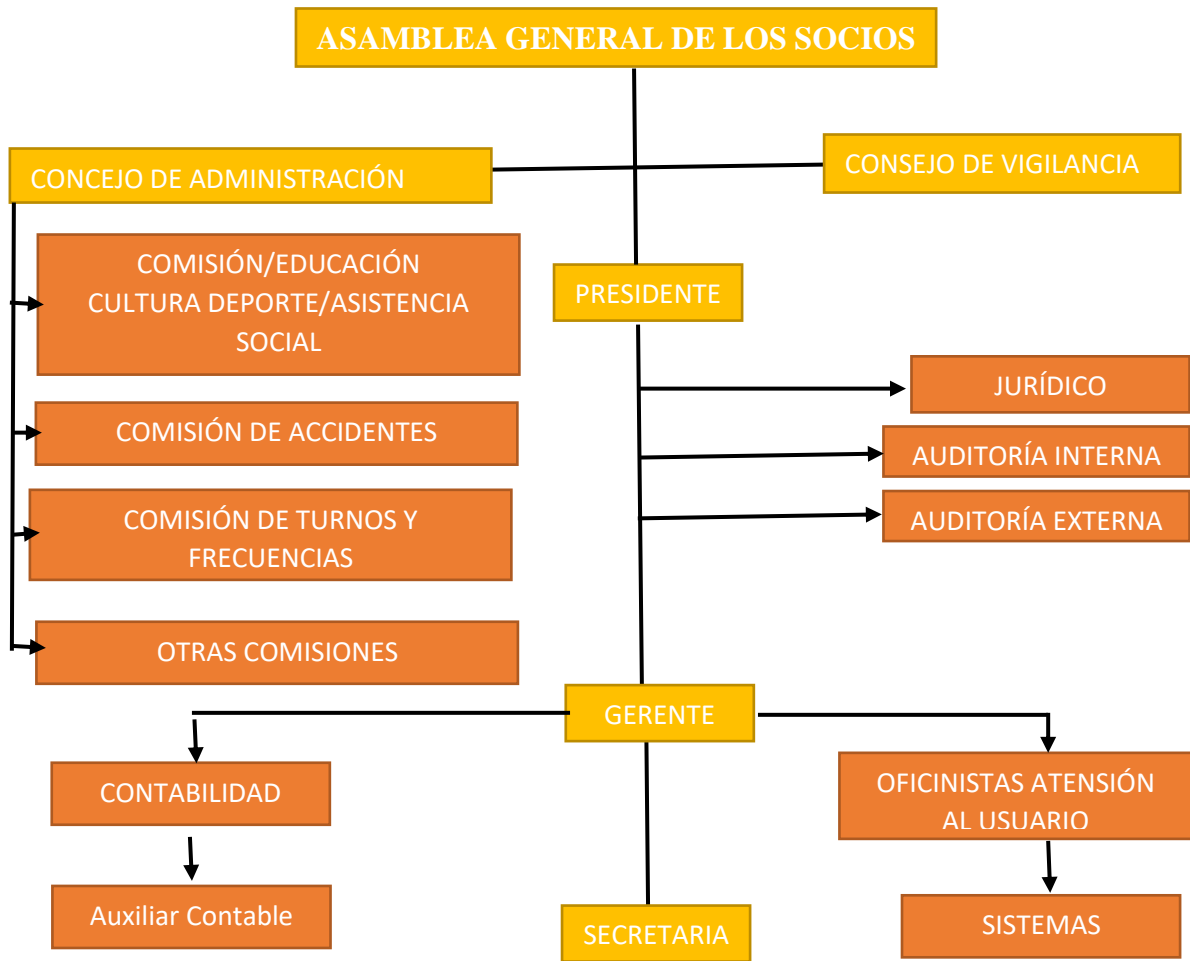 ASAMBLEA GENERAL DE LOS SOCIOS
CONCEJO DE ADMINISTRACIÓN
CONSEJO DE VIGILANCIA
COMISIÓN/EDUCACIÓN
CULTURA DEPORTE/ASISTENCIA
SOCIAL
PRESIDENTE
JURÍDICO
COMISIÓN DE ACCIDENTES
AUDITORÍA INTERNA
COMISIÓN DE TURNOS Y
FRECUENCIAS
AUDITORÍA EXTERNA
OTRAS COMISIONES
GERENTE
CONTABILIDAD
OFICINISTAS ATENSIÓN
AL USUARIO
Auxiliar Contable
SECRETARIA
SISTEMAS